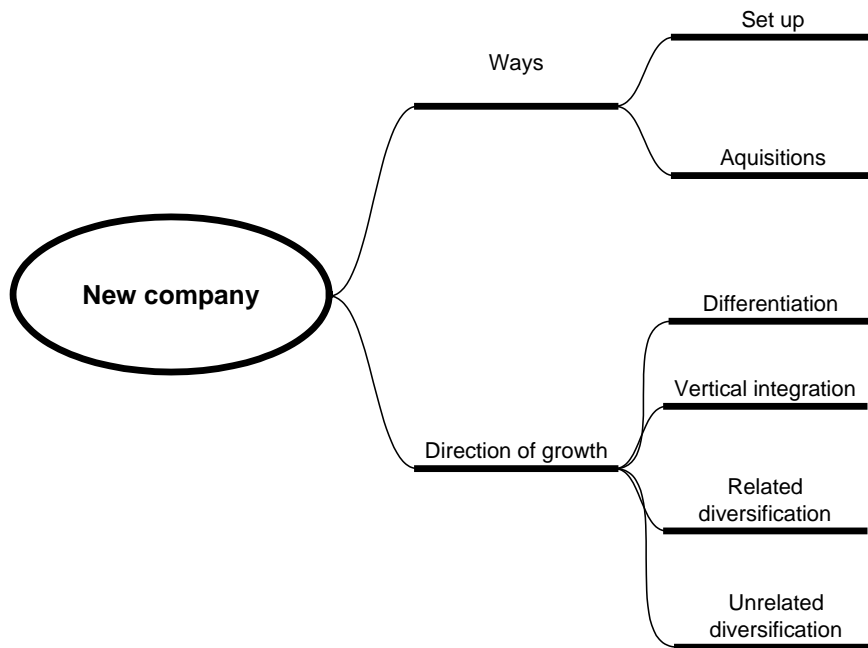 Set up
Ways
Aquisitions
New company
Differentiation
Vertical integration
Direction of growth
Related
diversification
Unrelated
diversification